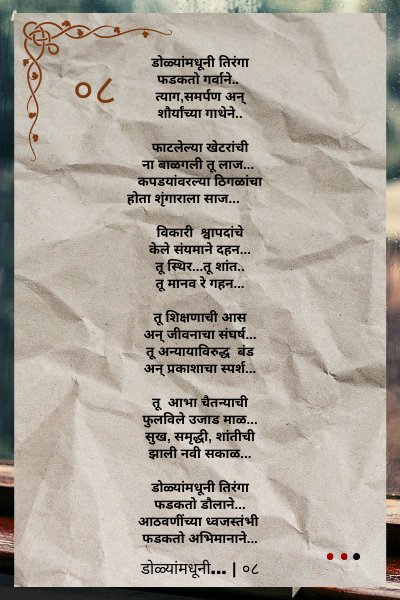 ०८
डोळ्यांमधूनी तिरंगा
फडकतो गर्वाने..
त्याग,समर्पण अन्
शौर्याच्या गाथेने..
फाटलेल्या खेटरांची
ना बाळगली तू लाज...
कपडयांवरल्या ठिगळांचा
होता शृंगाराला साज...
विकारी श्वापदांचे
केले संयमाने दहन...
तू स्थिर...तू शांत..
तू मानव रे गहन...
तू शिक्षणाची आस
अन् जीवनाचा संघर्ष...
तू अन्यायाविरुद्ध बंड
अन् प्रकाशाचा स्पर्श...
तू आभा चैतन्याची
फुलविले उजाड माळ...
सुख, समृद्धी, शांतीची
झाली नवी सकाळ...
डोळ्यांमधूनी तिरंगा
फडकतो डौलाने...
आठवणींच्या ध्वजस्तंभी
फडकतो अभिमानाने...
डोळ्यांमधूनी... | ०८